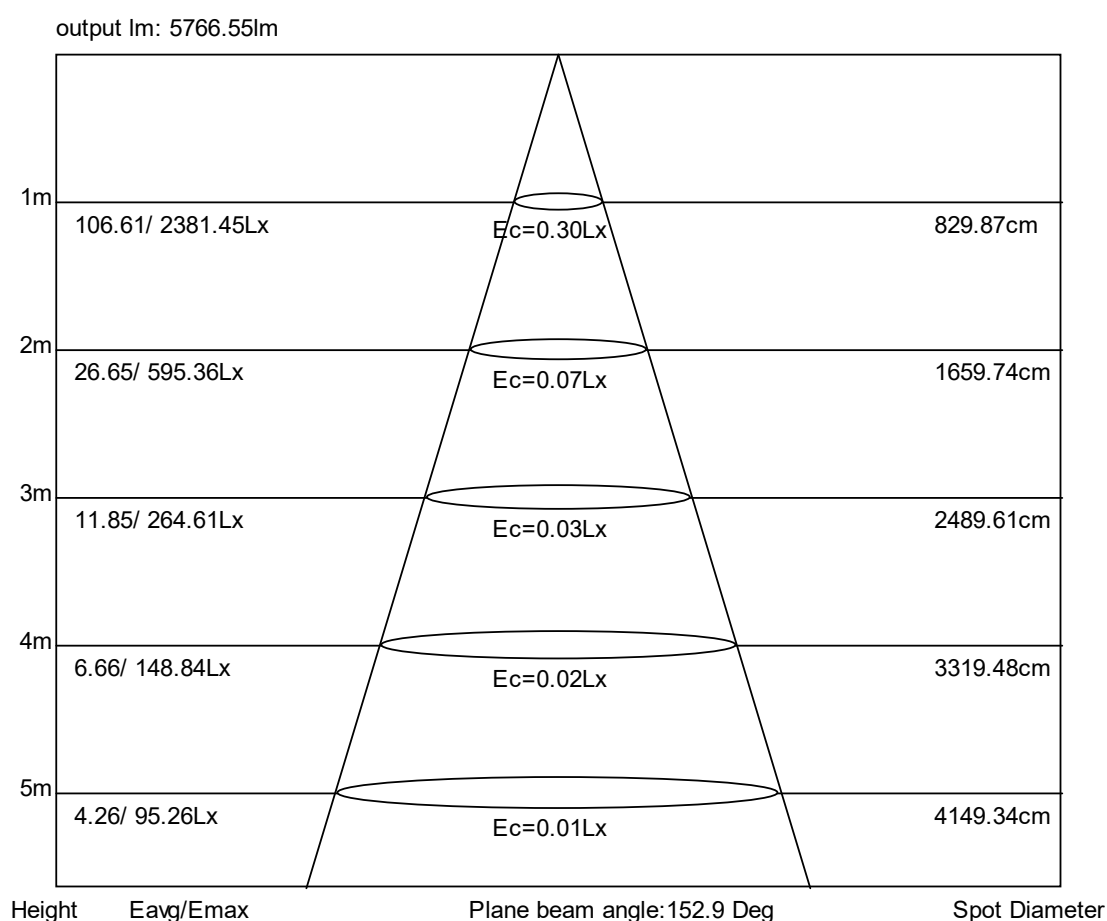 output lm: 5766.55lm
1m
106.61/ 2381.45Lx
Ec=0.30Lx
829.87cm
2m
26.65/ 595.36Lx
Ec=0.07Lx
1659.74cm
3m
11.85/ 264.61Lx
Ec=0.03Lx
2489.61cm
4m
6.66/ 148.84Lx
Ec=0.02Lx
3319.48cm
5m
4.26/ 95.26Lx
Ec=0.01Lx
4149.34cm
Height Eavg/Emax Plane beam angle:152.9 Deg Spot Diameter